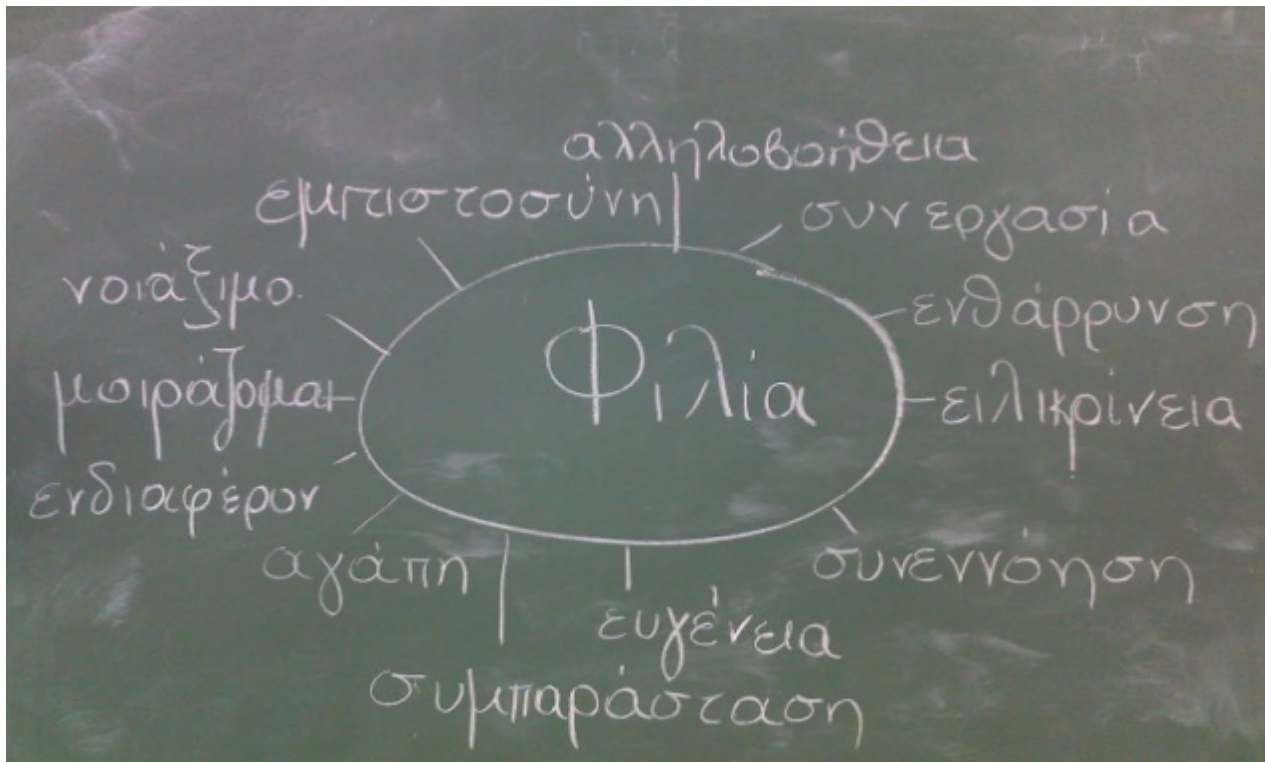 αλληλοβοήθεια
εμπιστοσύνη
συνεργασία
νοιάξιμο.
ενθάρρυνση
Φιλία
μοιράζομαι
ειλικρίνεια
ενδιαφέρον
αγάπη
συνεννόηση
ευγένεια
συμπαράσταση